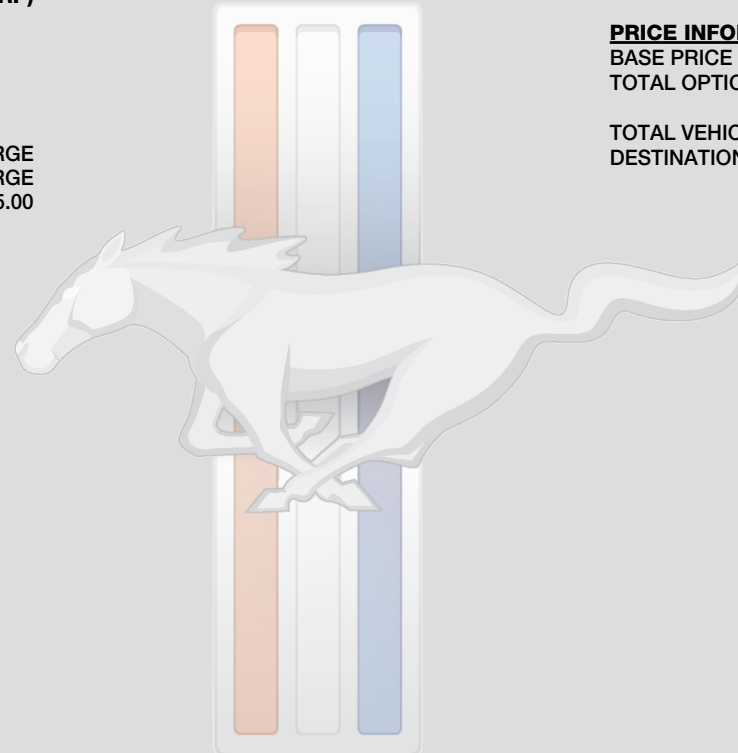 RGE
RGE
5.00
PRICE INFO
BASE PRICE
TOTAL OPTIO
TOTAL VEHIC
DESTINATION